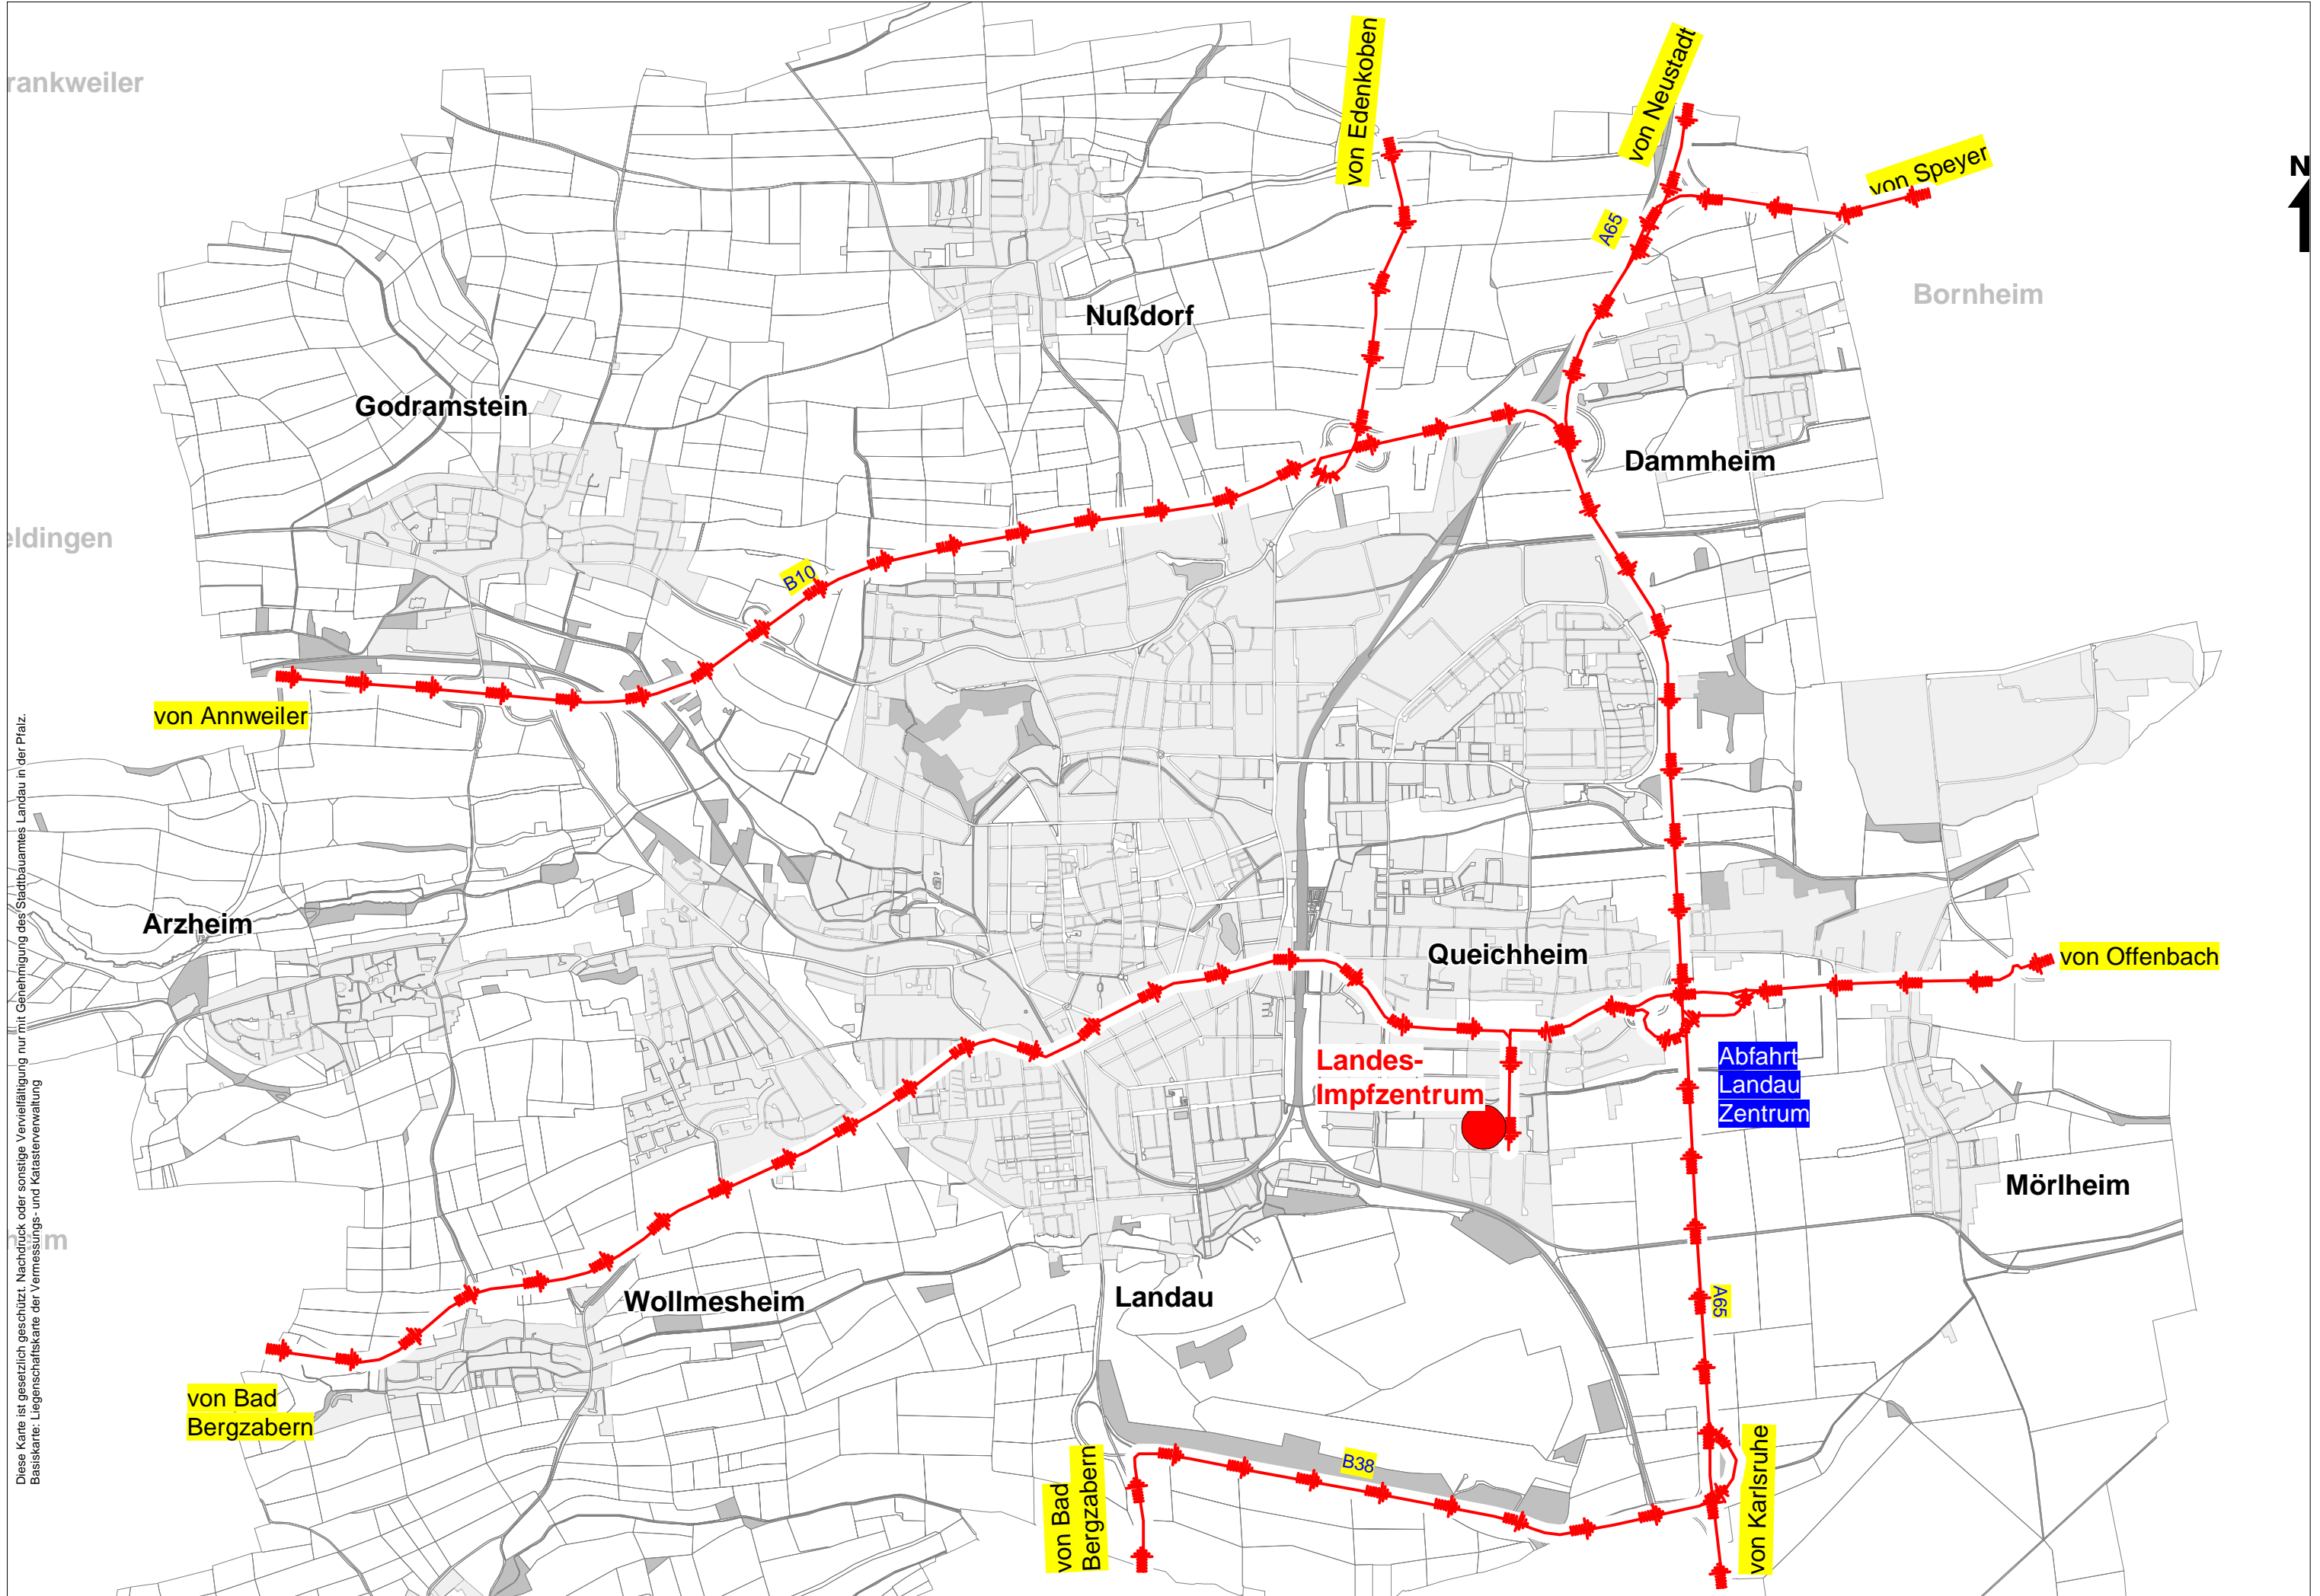 von Edenkoben
von Neustadt
rankweiler
von Speyer
N
A65
Bornheim
Nußdorf
Godramstein
Dammheim
eldingen
B10
von Annweiler
Arzheim
Queichheim
von Offenbach
Landes-
Impfzentrum
Abfahrt
Landau
Zentrum
Mörlheim
Wollmesheim
Landau
A65
von Bad
Bergzabern
B38
von Bad
Bergzabern
von Karlsruhe
Diese Karte ist gesetzlich geschützt. Nachdruck oder sonstige Vervielfältigung nur mit Genehmigung des Stadtbauamtes Landau in der Pfalz.
Basiskarte: Liegenschaftskarte der Vermessungs- und Katasterverwaltung